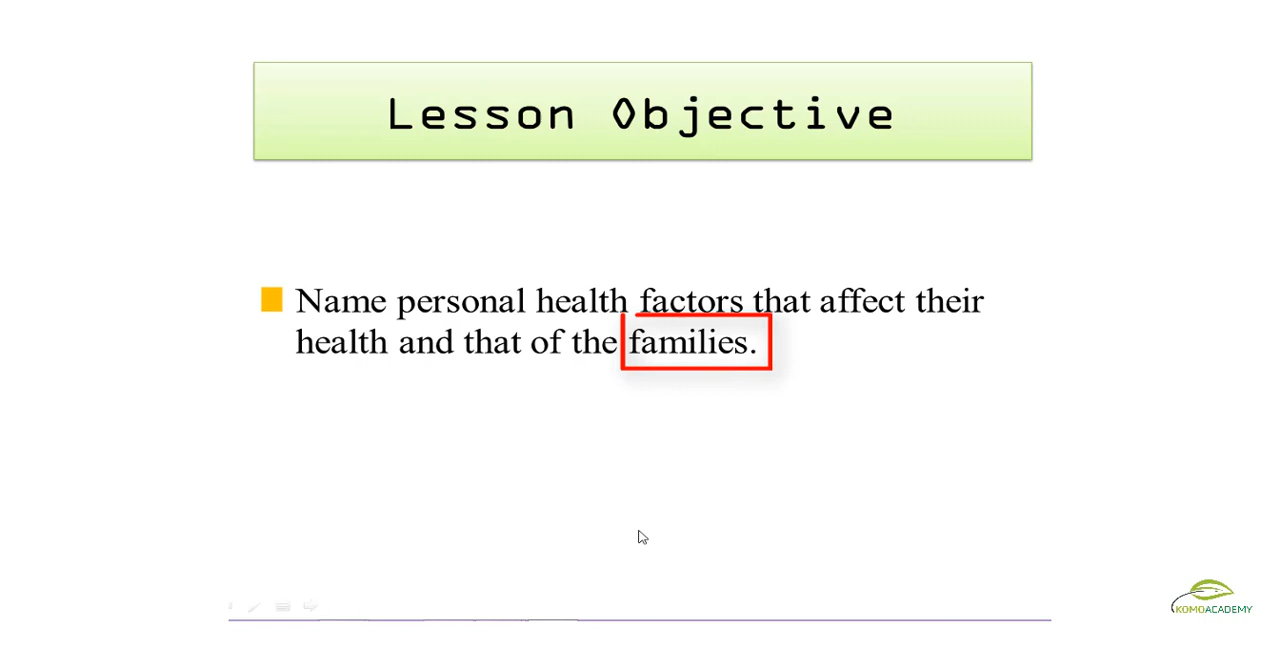 Lesson Objective
Name personal health factors that affect their
health and that of the families.
KOMOACADEMY